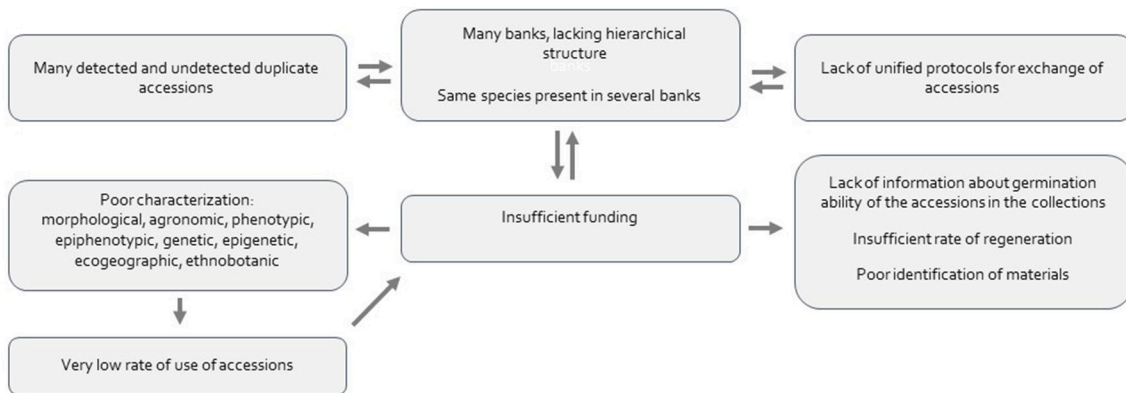 Many banks, lacking hierarchical
structure
banks
Same species present in several banks
Many detected and undetected duplicate
accessions
Lack of unified protocols for exchange of
accessions
Poor characterization:
morphological, agronomic, phenotypic,
epiphenotypic, genetic, epigenetic,
ecogeographic, ethnobotanic
Insufficient funding
Lack of information about germination
ability of the accessions in the collections
Insufficient rate of regeneration
Poor identification of materials
Very low rate of use of accessions